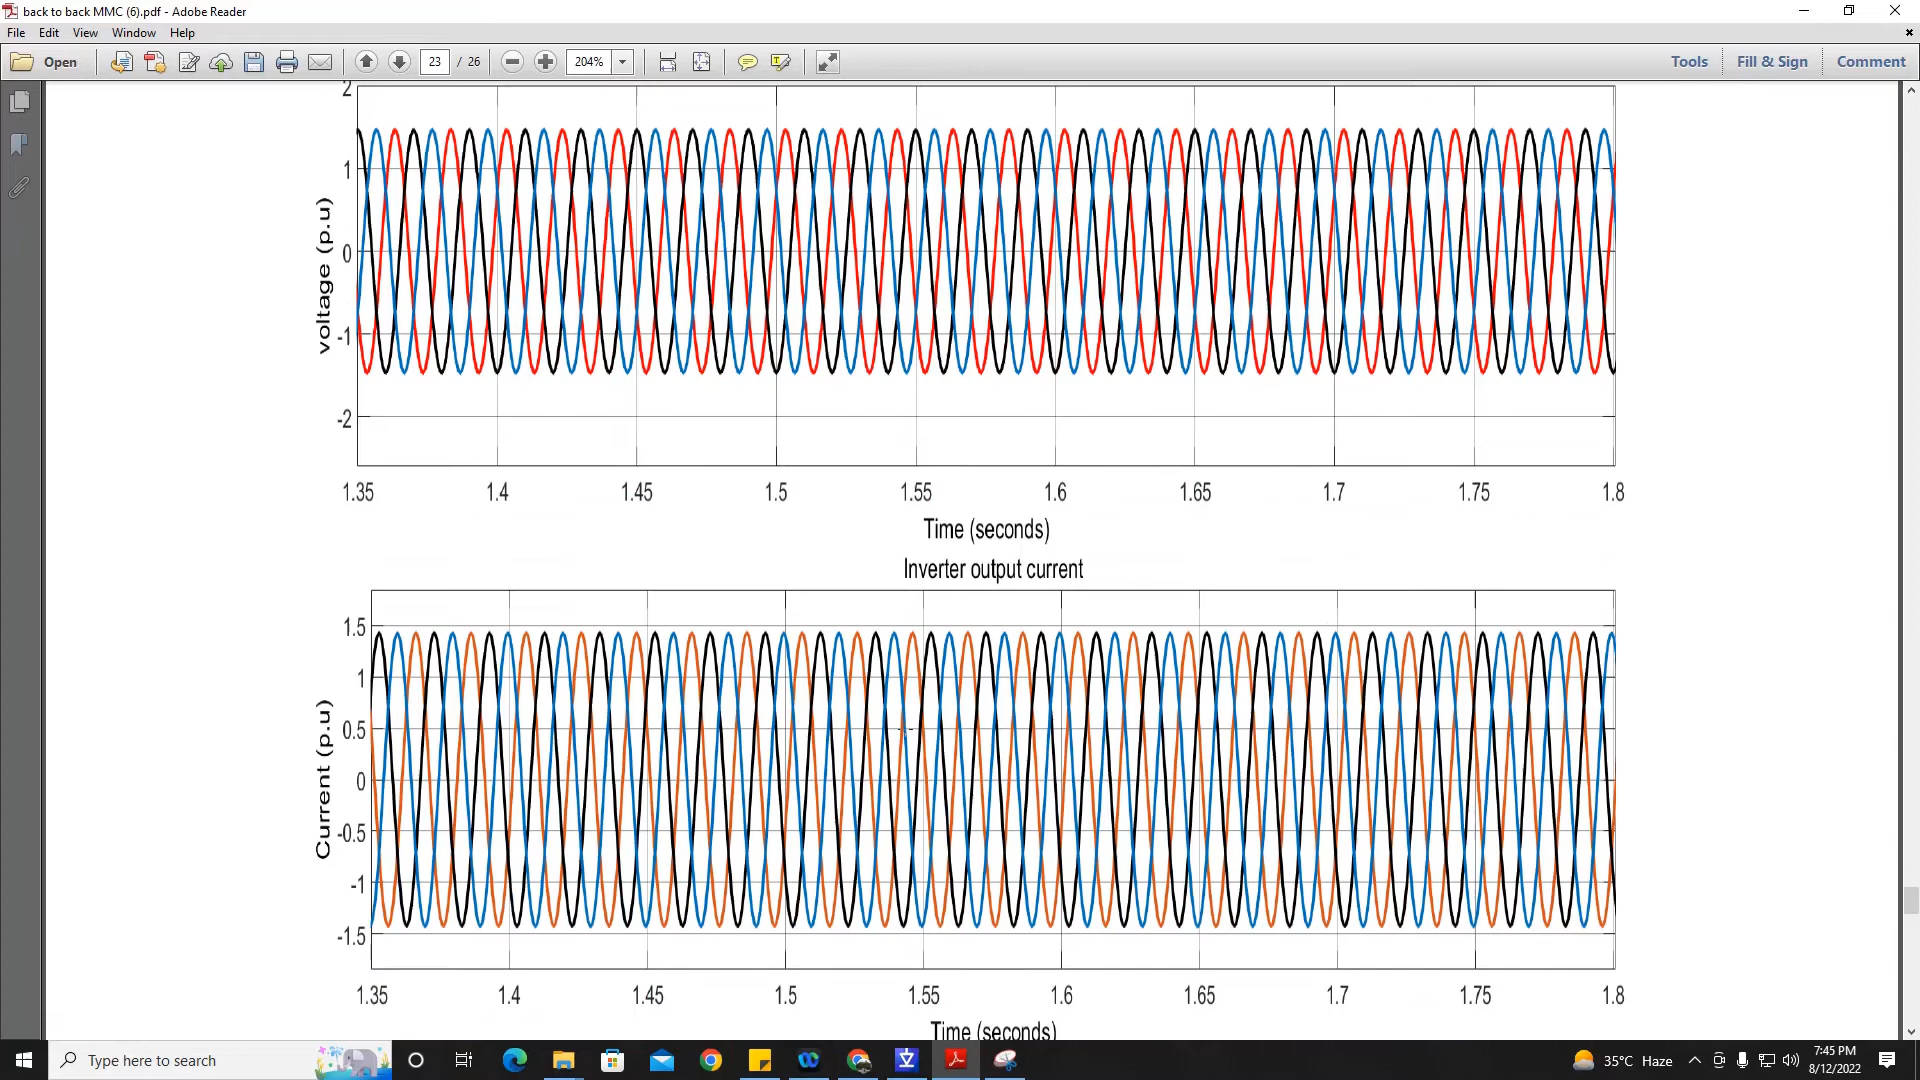 back to back MMC (6).pdf - Adobe Reader
File Edit View Window Help
Open 23 / 26 204% Tools Fill & Sign Comment
2
1
0
-1
-2
voltage (p.u)
1.35 1.4 1.45 1.5 1.55 1.6 1.65 1.7 1.75 1.8
Time (seconds)
Inverter output current
1.5
1
0.5
0
-0.5
-1
-1.5
Current (p.u)
1.35 1.4 1.45 1.5 1.55 1.6 1.65 1.7 1.75 1.8
Time (seconds)
Type here to search
35°C Haze
7:45 PM
8/12/2022